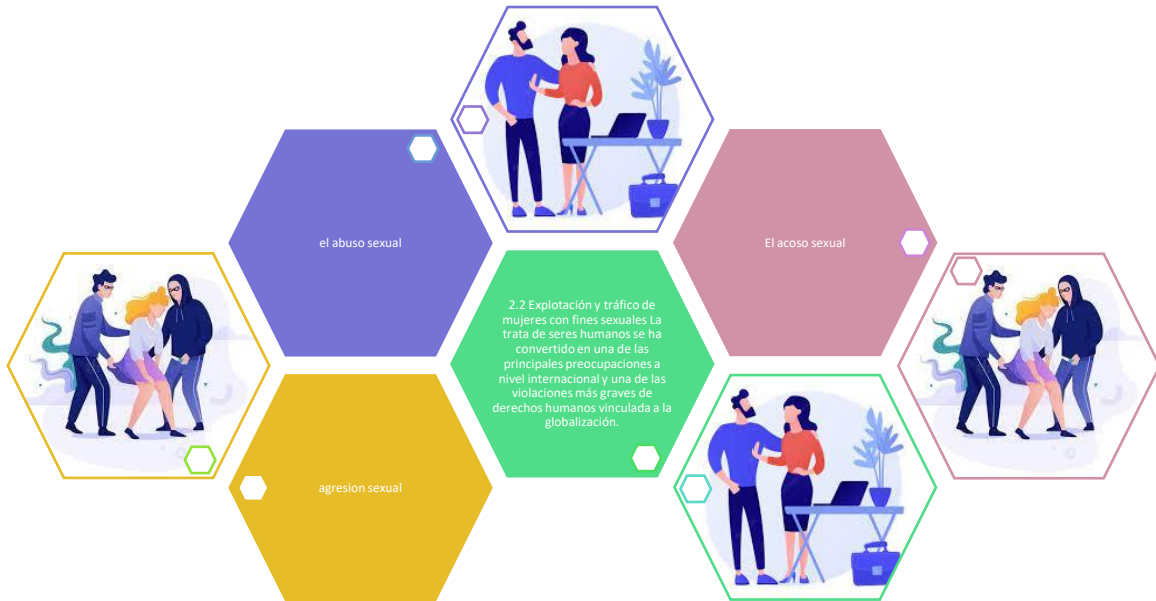 el abuso sexual
El acoso sexual
2.2 Explotación y tráfico de
mujeres con fines sexuales La
trata de seres humanos se ha
convertido en una de las
principales preocupaciones a
nivel internacional y una de las
violaciones más graves de
derechos humanos vinculada a la
globalización.
agresion sexual